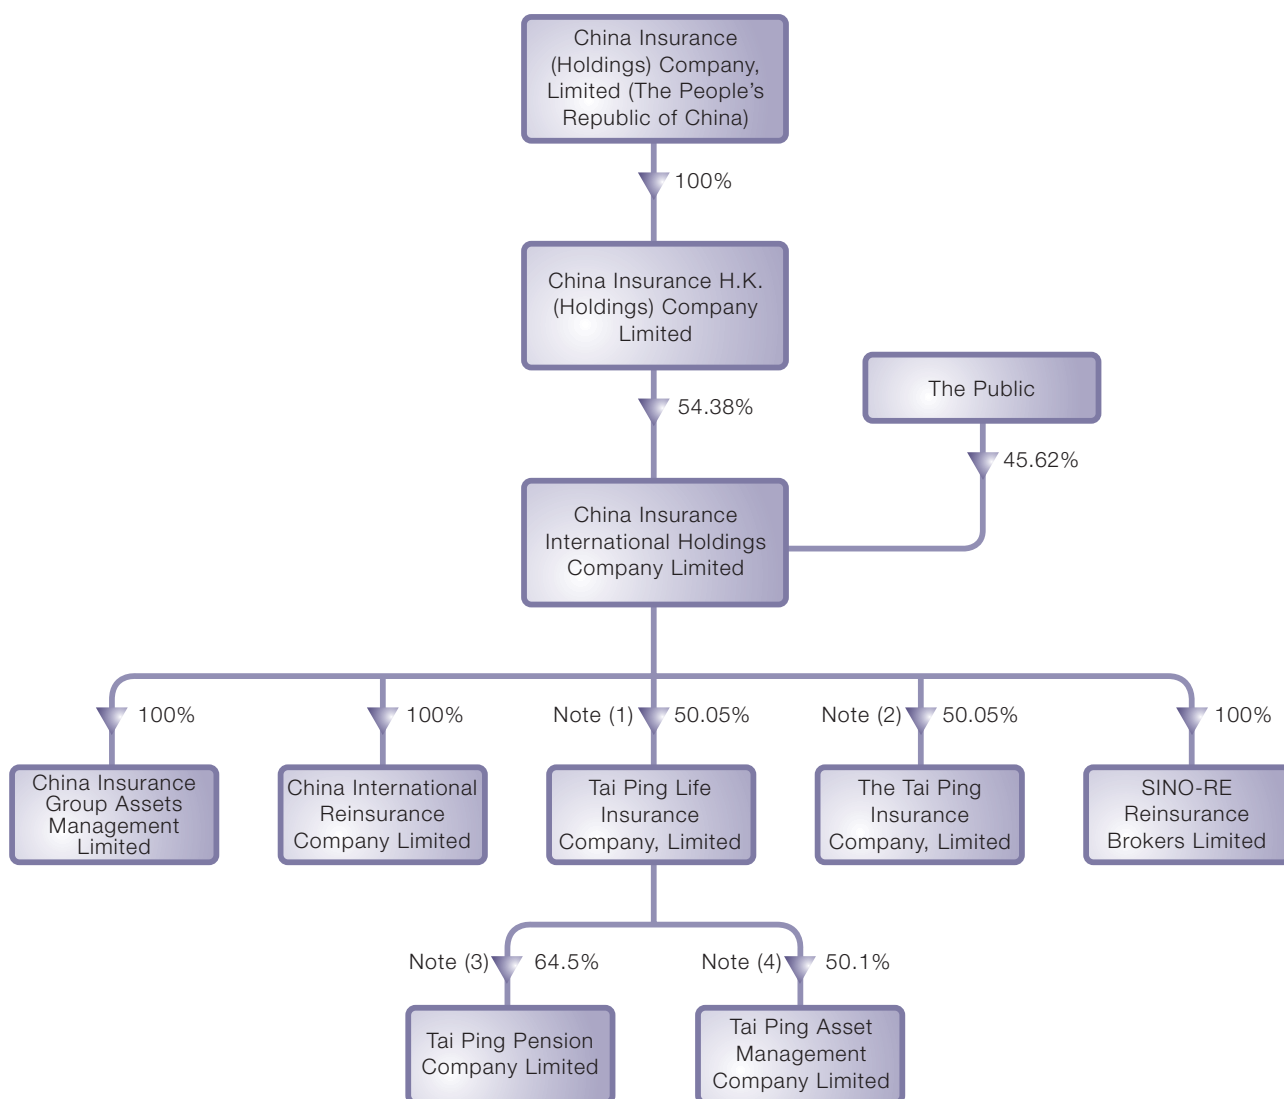 China Insurance
(Holdings) Company,
Limited (The People's
Republic of China)
100%
China Insurance H.K.
(Holdings) Company
Limited
54.38%
The Public
45.62%
China Insurance
International Holdings
Company Limited
100%
100%
Note (1) 50.05%
Note (2) 50.05%
100%
China Insurance
Group Assets
Management
Limited
China International
Reinsurance
Company Limited
Tai Ping Life
Insurance
Company, Limited
The Tai Ping
Insurance
Company, Limited
SINO-RE
Reinsurance
Brokers Limited
Note (3) 64.5%
Note (4) 50.1%
Tai Ping Pension
Company Limited
Tai Ping Asset
Management
Company Limited